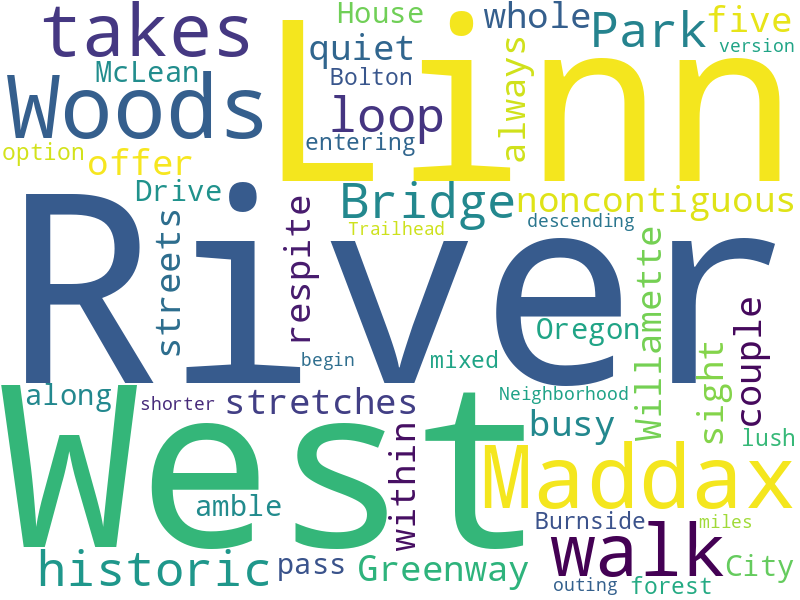 takes
House
whole
Park
five
version
Linn
quiet
McLean
Woods
Bolton
loop
always
entering
option
offer
Drive
Bridge
noncontiguous
River
streets
respite
Trailhead
descending
Willamette
Oregon
couple
begin
mixed
sight
along
shorter
stretches
Neighborhood
West
busy
lush
within
Maddax
amble
Burnside
miles
walk
historic
pass
Greenway
City
outing
forest